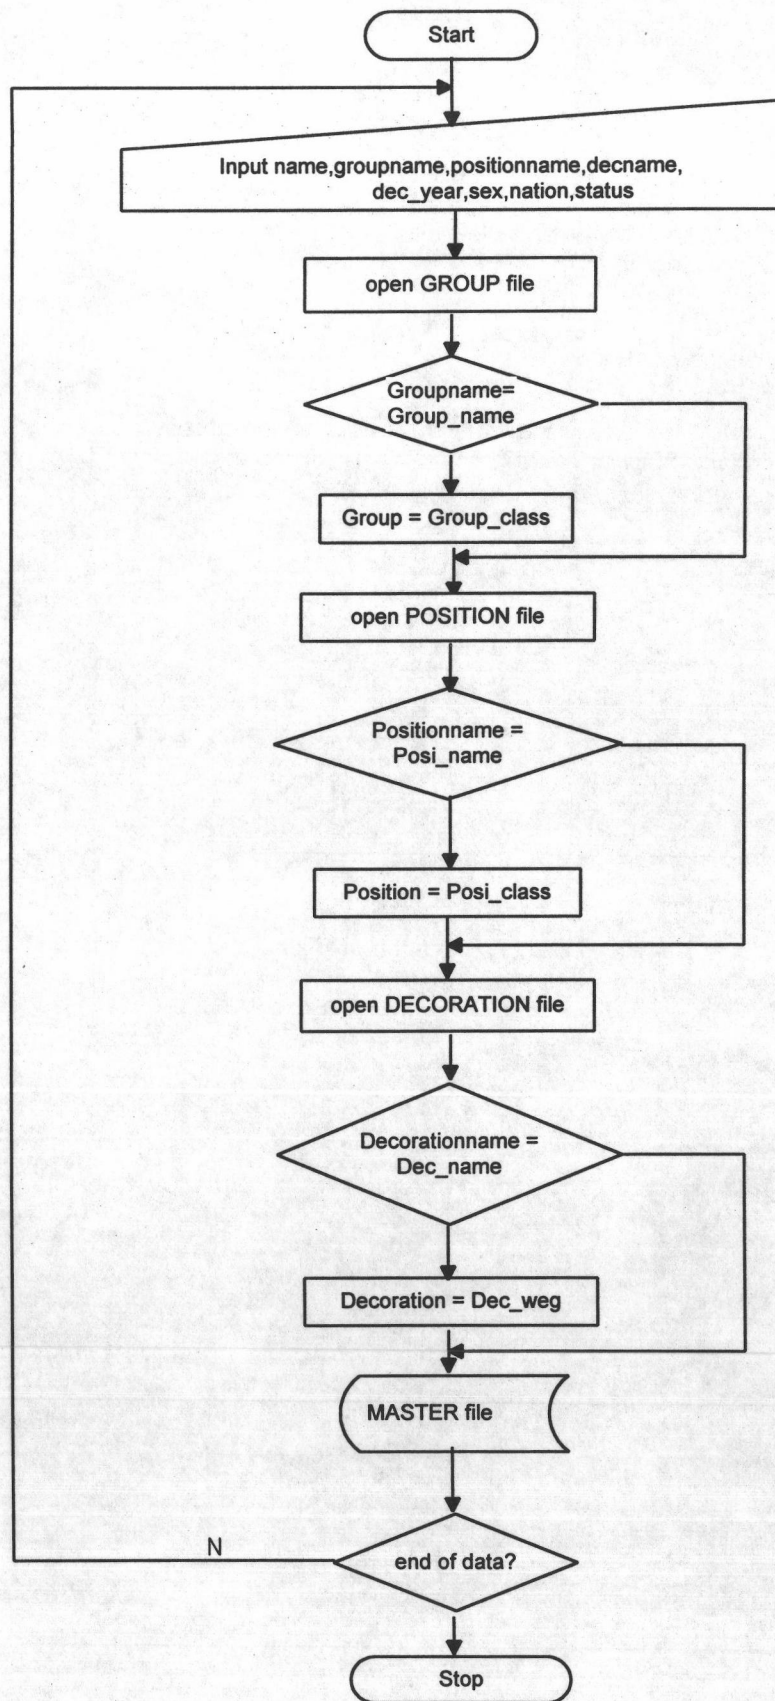 Start
Input name,groupname,positionname,decname,
dec_year,sex,nation,status
open GROUP file
Groupname=
Group_name
Group = Group_class
open POSITION file
Positionname =
Posi_name
Position = Posi_class
open DECORATION file
Decorationname =
Dec_name
Decoration = Dec_weg
MASTER file
N
end of data?
Stop